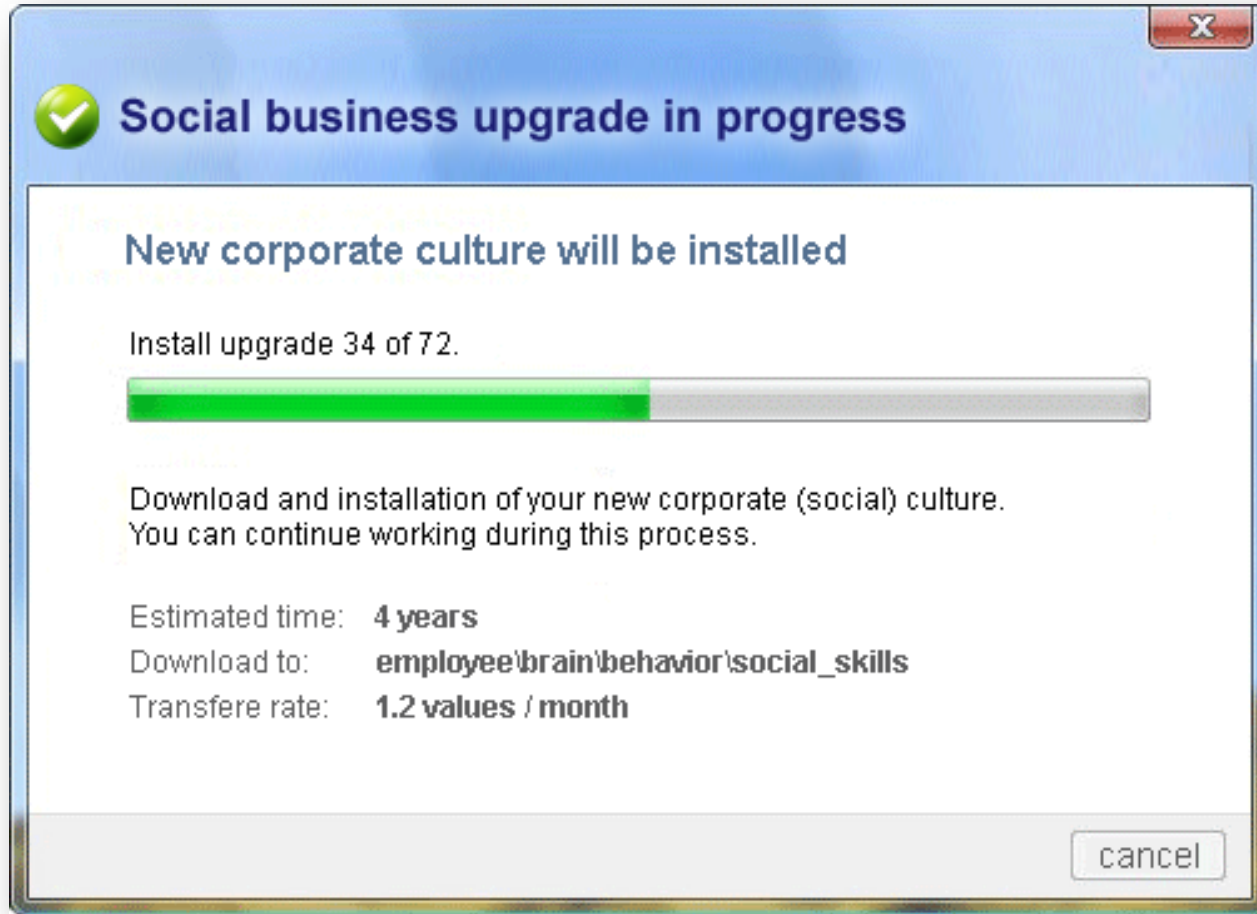 X
Social business upgrade in progress
New corporate culture will be installed
Install upgrade 34 of 72.
Download and installation of your new corporate (social) culture.
You can continue working during this process.
Estimated time: 4 years
Download to: employee\brain\behavior\social_skills
Transfere rate: 1.2 values / month
cancel